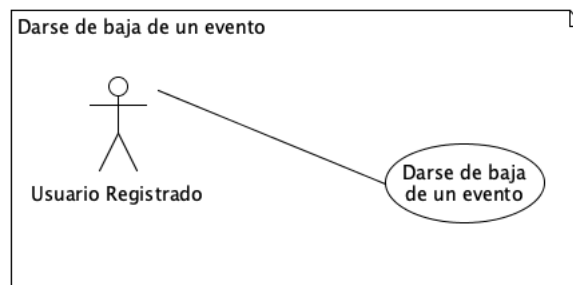 Darse de baja de un evento
Usuario Registrado
Darse de baja
de un evento